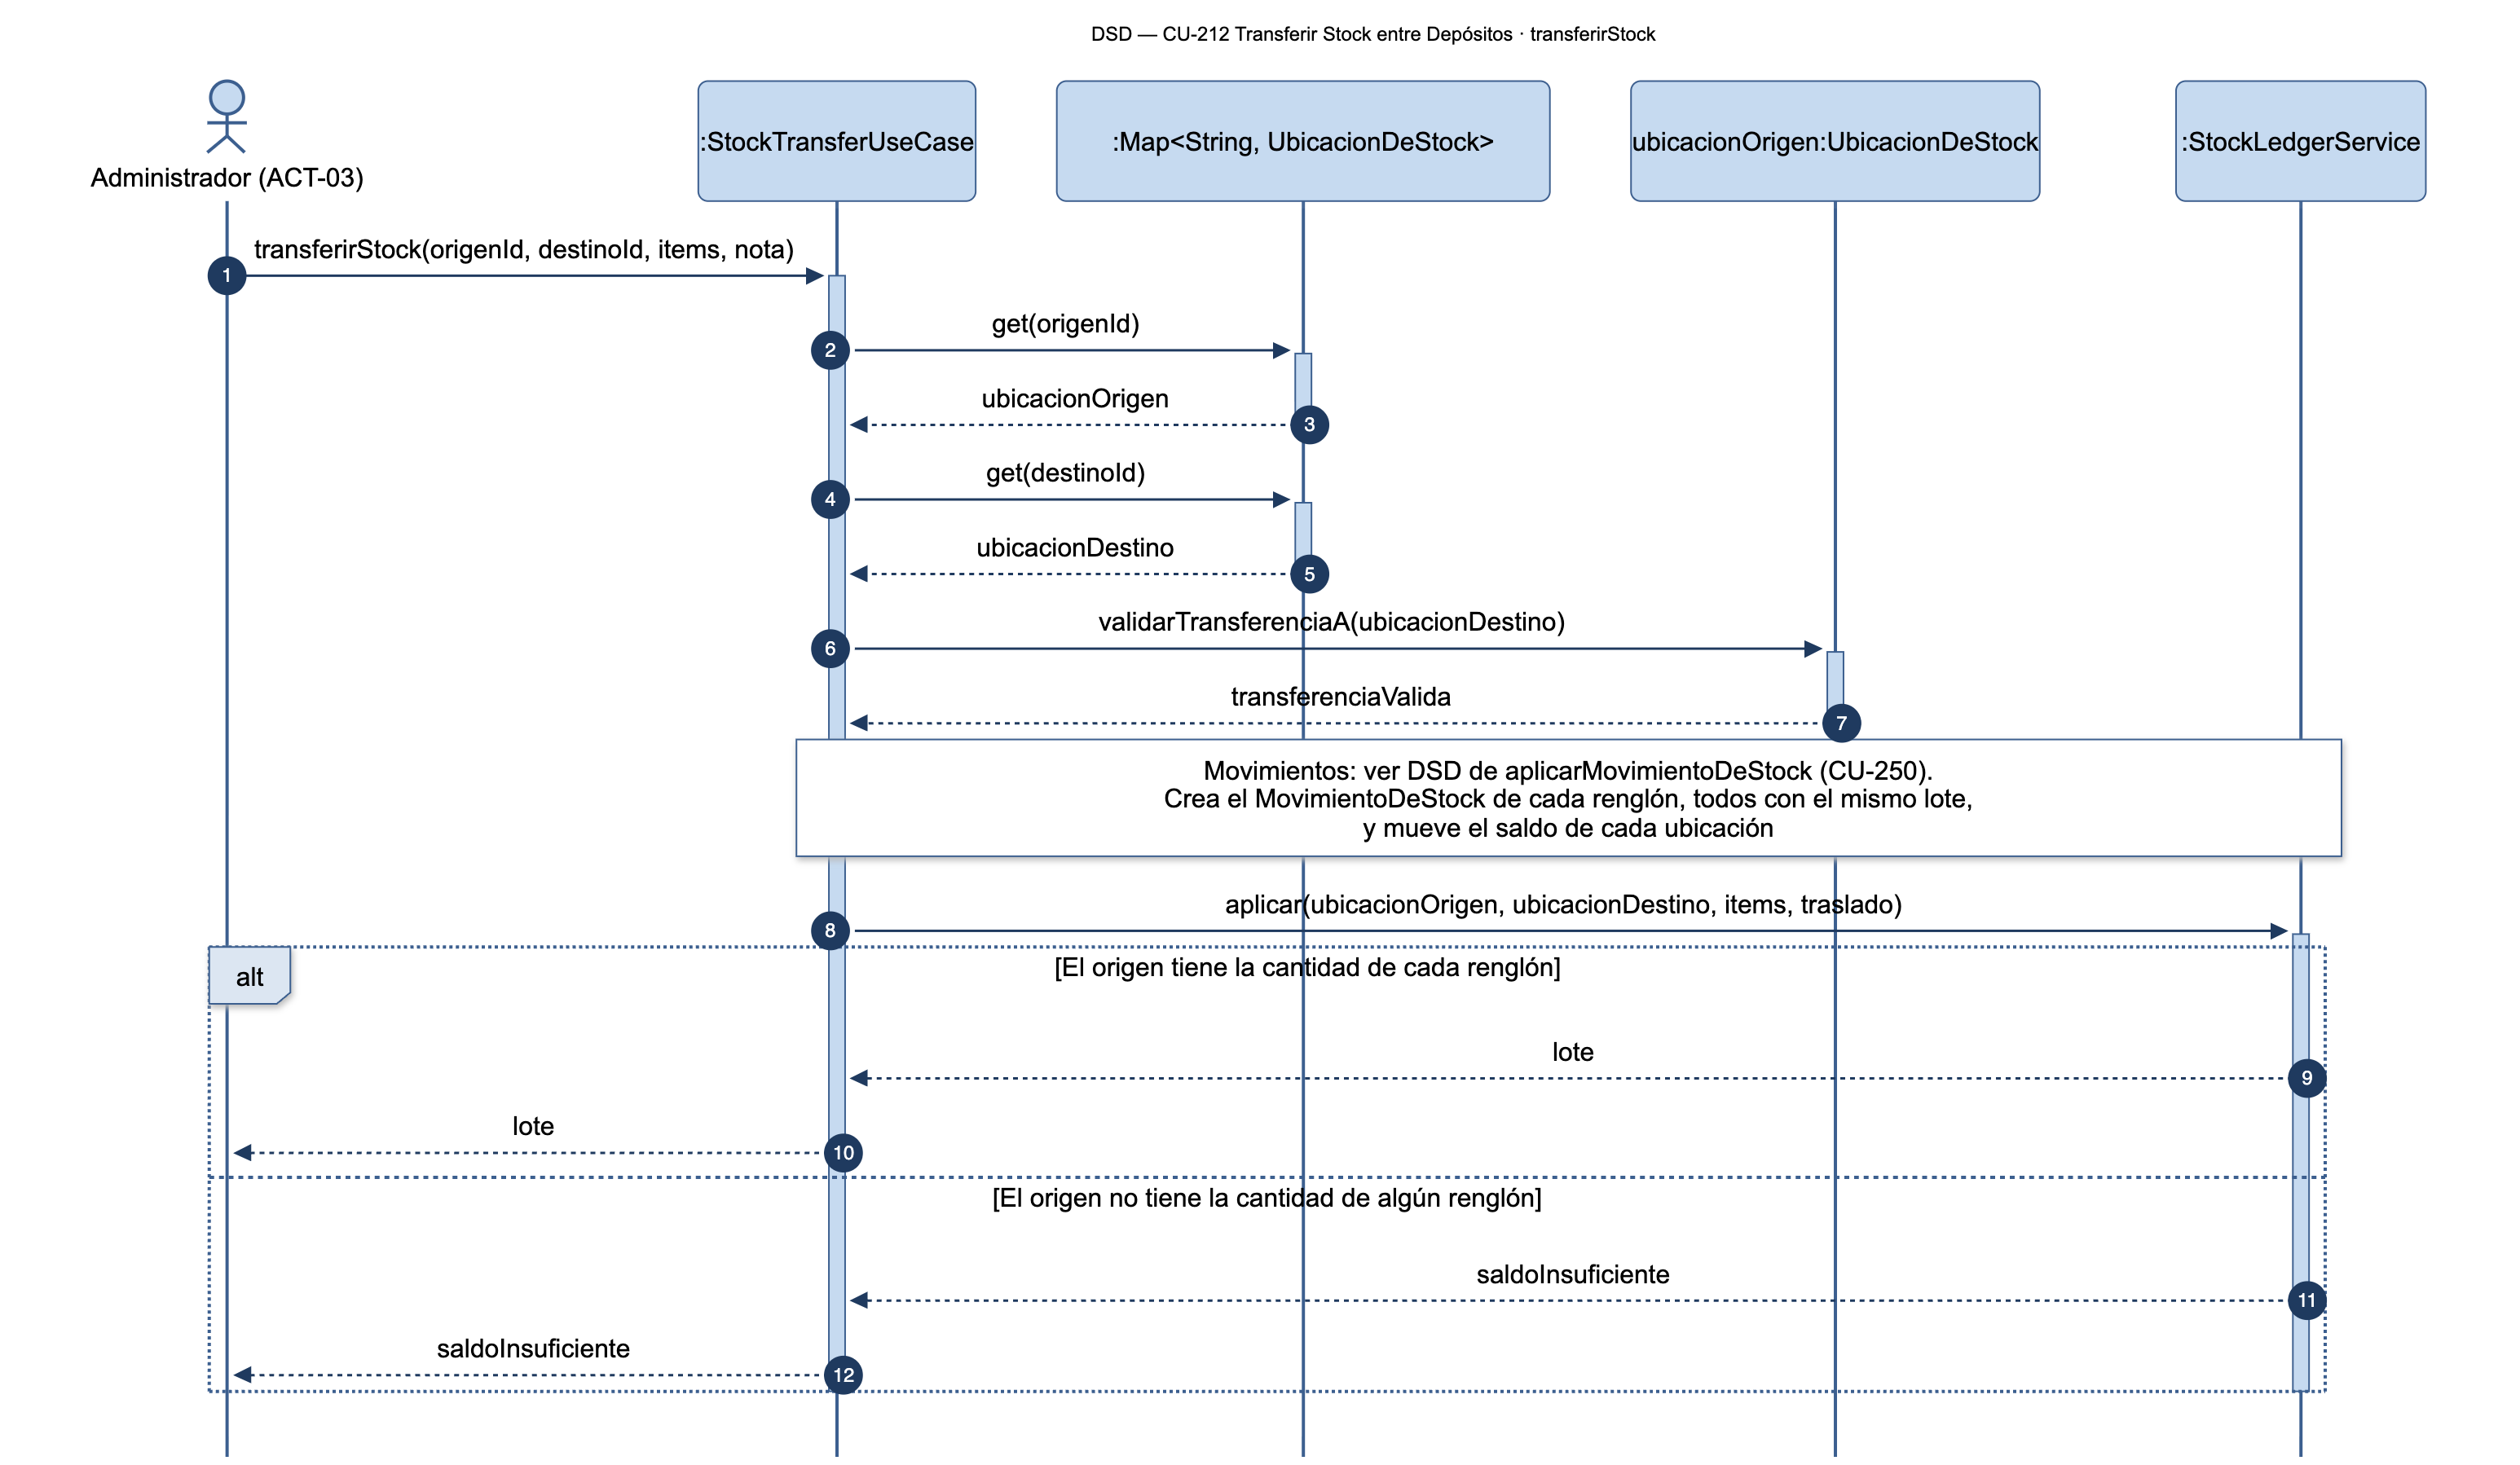 DSD — CU-212 Transferir Stock entre Depósitos · transferirStock
Administrador (ACT-03)
:StockTransferUseCase
:Map<String, UbicacionDeStock>
ubicacionOrigen:UbicacionDeStock
:StockLedgerService
1 transferirStock(origenId, destinoId, items, nota)
2 get(origenId)
3 ubicacionOrigen
4 get(destinoId)
5 ubicacionDestino
6 validarTransferenciaA(ubicacionDestino)
7 transferenciaValida
Movimientos: ver DSD de aplicarMovimientoDeStock (CU-250).
Crea el MovimientoDeStock de cada renglón, todos con el mismo lote,
y mueve el saldo de cada ubicación
8 aplicar(ubicacionOrigen, ubicacionDestino, items, traslado)
alt
[El origen tiene la cantidad de cada renglón]
9 lote
10 lote
[El origen no tiene la cantidad de algún renglón]
11 saldoInsuficiente
12 saldoInsuficiente